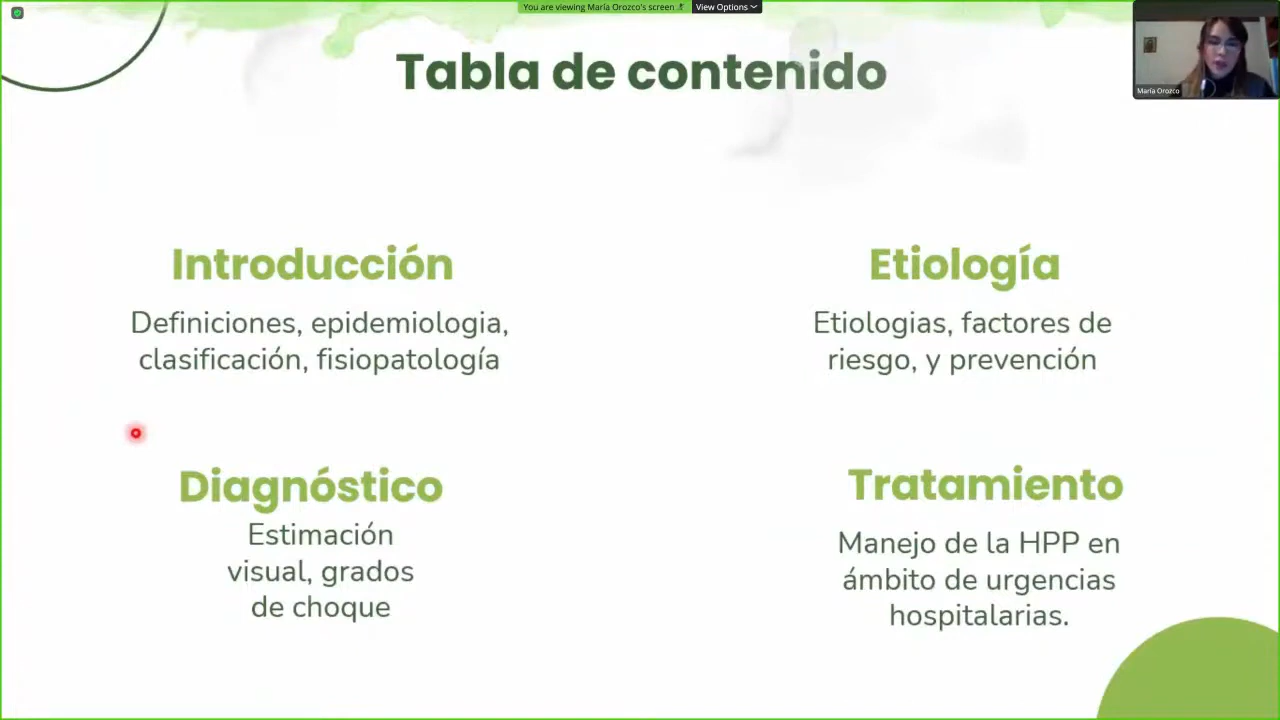 You are viewing María Orozco's screen
View Options
María Orozco
Tabla de contenido
Introducción
Definiciones, epidemiologia,
clasificación, fisiopatología
Etiología
Etiologias, factores de
riesgo, y prevención
Diagnóstico
Estimación
visual, grados
de choque
Tratamiento
Manejo de la HPP en
ámbito de urgencias
hospitalarias.